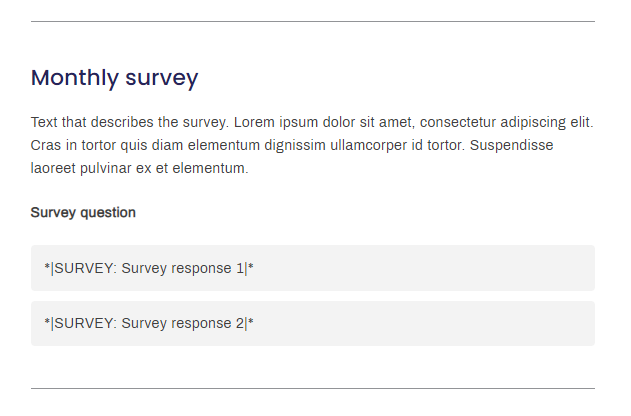 Monthly survey
Text that describes the survey. Lorem ipsum dolor sit amet, consectetur adipiscing elit.
Cras in tortor quis diam elementum dignissim ullamcorper id tortor. Suspendisse
laoreet pulvinar ex et elementum.
Survey question
*|SURVEY: Survey response 1|*
*|SURVEY: Survey response 2|*